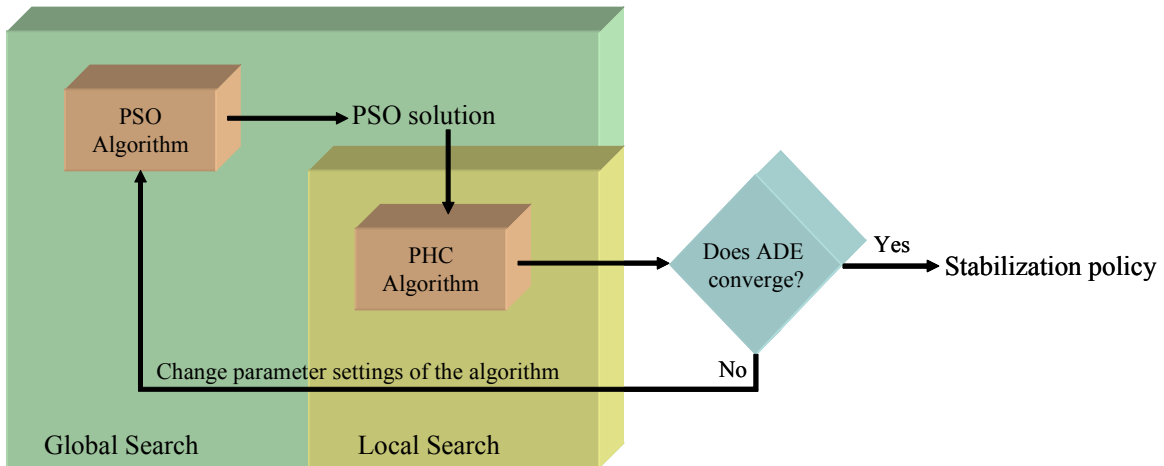 PSO
Algorithm
PSO solution
PHC
Algorithm
Does ADE
converge?
Yes
Stabilization policy
No
Change parameter settings of the algorithm
Global Search
Local Search